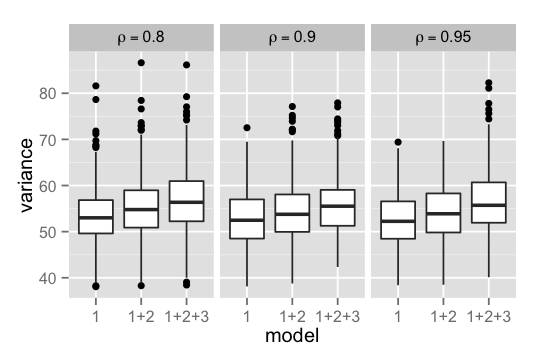 ρ = 0.8 ρ = 0.9 ρ = 0.95
variance
80
70
60
50
40
1 1+2 1+2+3 1 1+2 1+2+3 1 1+2 1+2+3
model